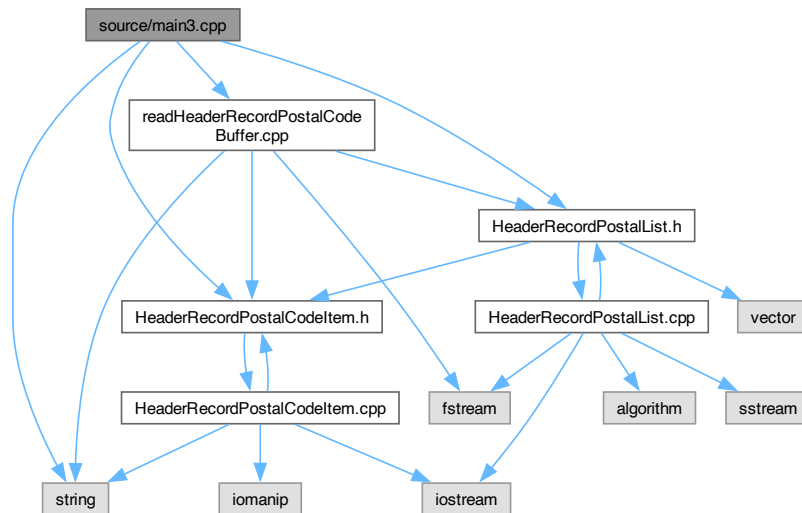 source/main3.cpp
readHeaderRecordPostalCode
Buffer.cpp
HeaderRecordPostalList.h
HeaderRecordPostalCodeItem.h
HeaderRecordPostalList.cpp
vector
HeaderRecordPostalCodeItem.cpp
fstream
algorithm
sstream
string
iomanip
iostream